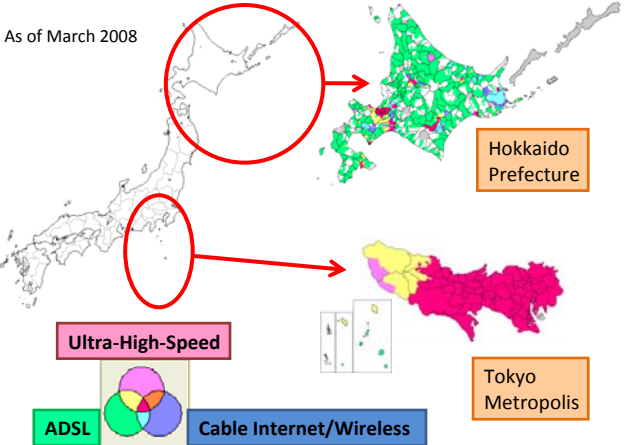 As of March 2008
Hokkaido
Prefecture
Ultra-High-Speed
ADSL
Cable Internet/Wireless
Tokyo
Metropolis